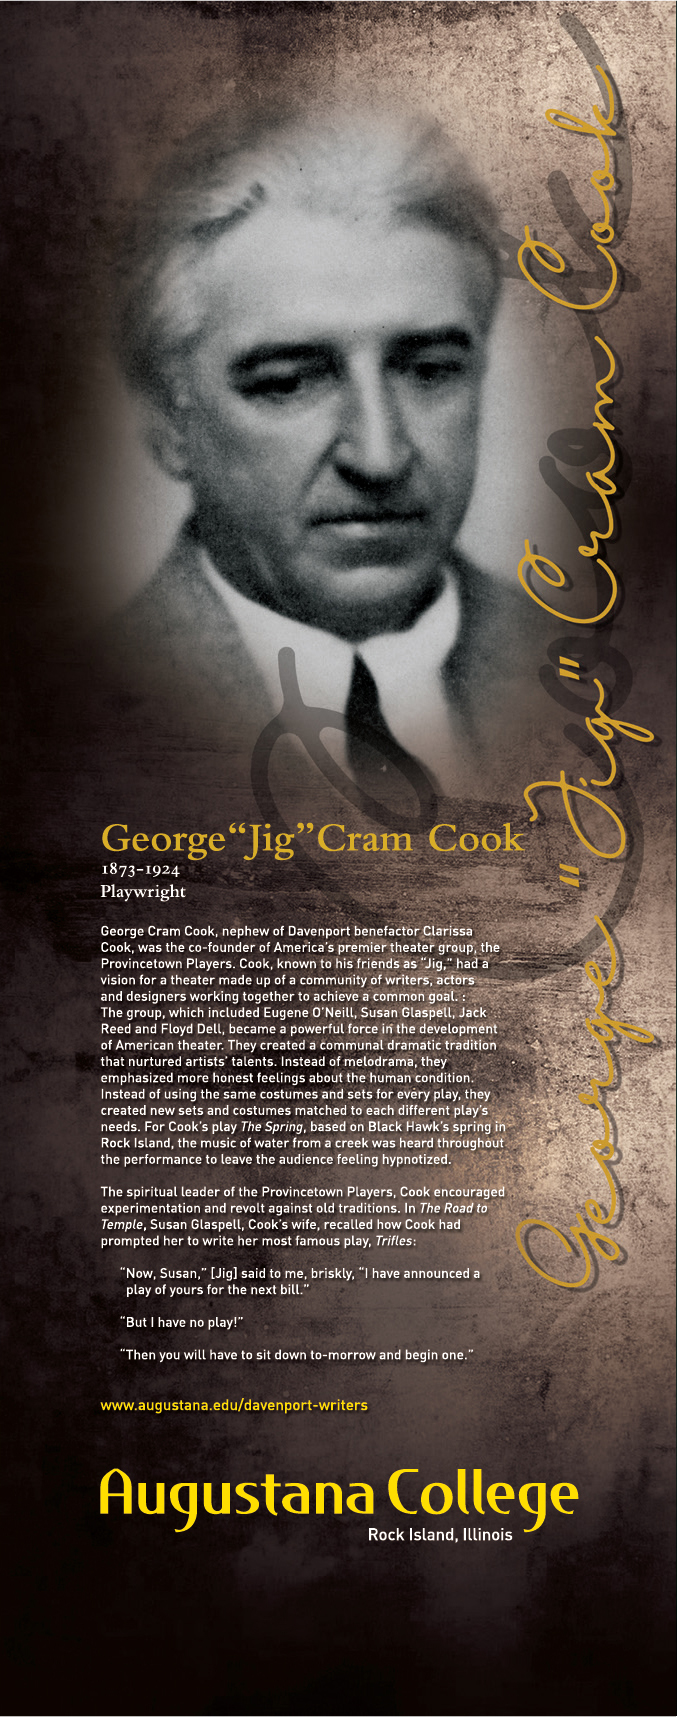 George "Jig" Cram Cook
George“Jig”Cram Cook
1873-1924
Playwright
George Cram Cook, nephew of Davenport benefactor Clarissa
Cook, was the co-founder of America's premier theater group, the
Provincetown Players. Cook, known to his friends as “Jig,” had a
vision for a theater made up of a community of writers, actors
and designers working together to achieve a common goal. :
The group, which included Eugene O'Neill, Susan Glaspell, Jack
Reed and Floyd Dell, became a powerful force in the development
of American theater. They created a communal dramatic tradition
that nurtured artists' talents. Instead of melodrama, they
emphasized more honest feelings about the human condition.
Instead of using the same costumes and sets for every play, they
created new sets and costumes matched to each different play's
needs. For Cook's play The Spring, based on Black Hawk's spring in
Rock Island, the music of water from a creek was heard throughout
the performance to leave the audience feeling hypnotized.
The spiritual leader of the Provincetown Players, Cook encouraged
experimentation and revolt against old traditions. In The Road to
Temple, Susan Glaspell, Cook's wife, recalled how Cook had
prompted her to write her most famous play, Trifles:
“Now, Susan,” [Jig] said to me, briskly, “I have announced a
play of yours for the next bill.”
“But I have no play!”
“Then you will have to sit down to-morrow and begin one.”
www.augustana.edu/davenport-writers
Augustana College
Rock Island, Illinois